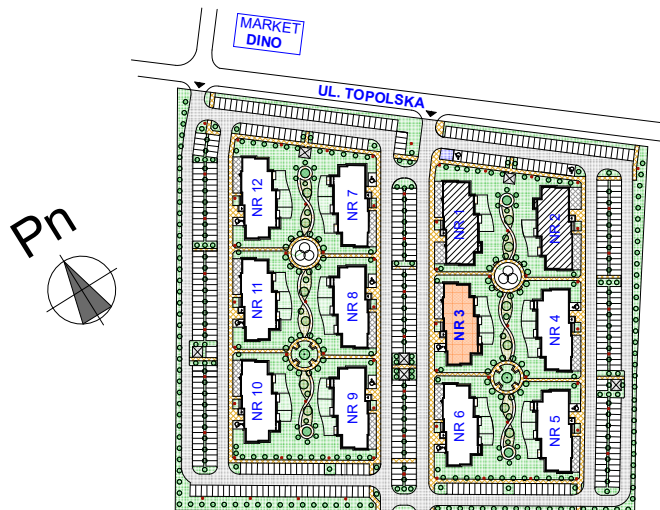 MARKET
DINO
UL. TOPOLSKA
NR 12
NR 7
NR 1
NR 2
Pn
NR 11
NR 8
NR 3
NR 4
NR 10
NR 9
NR 6
NR 5